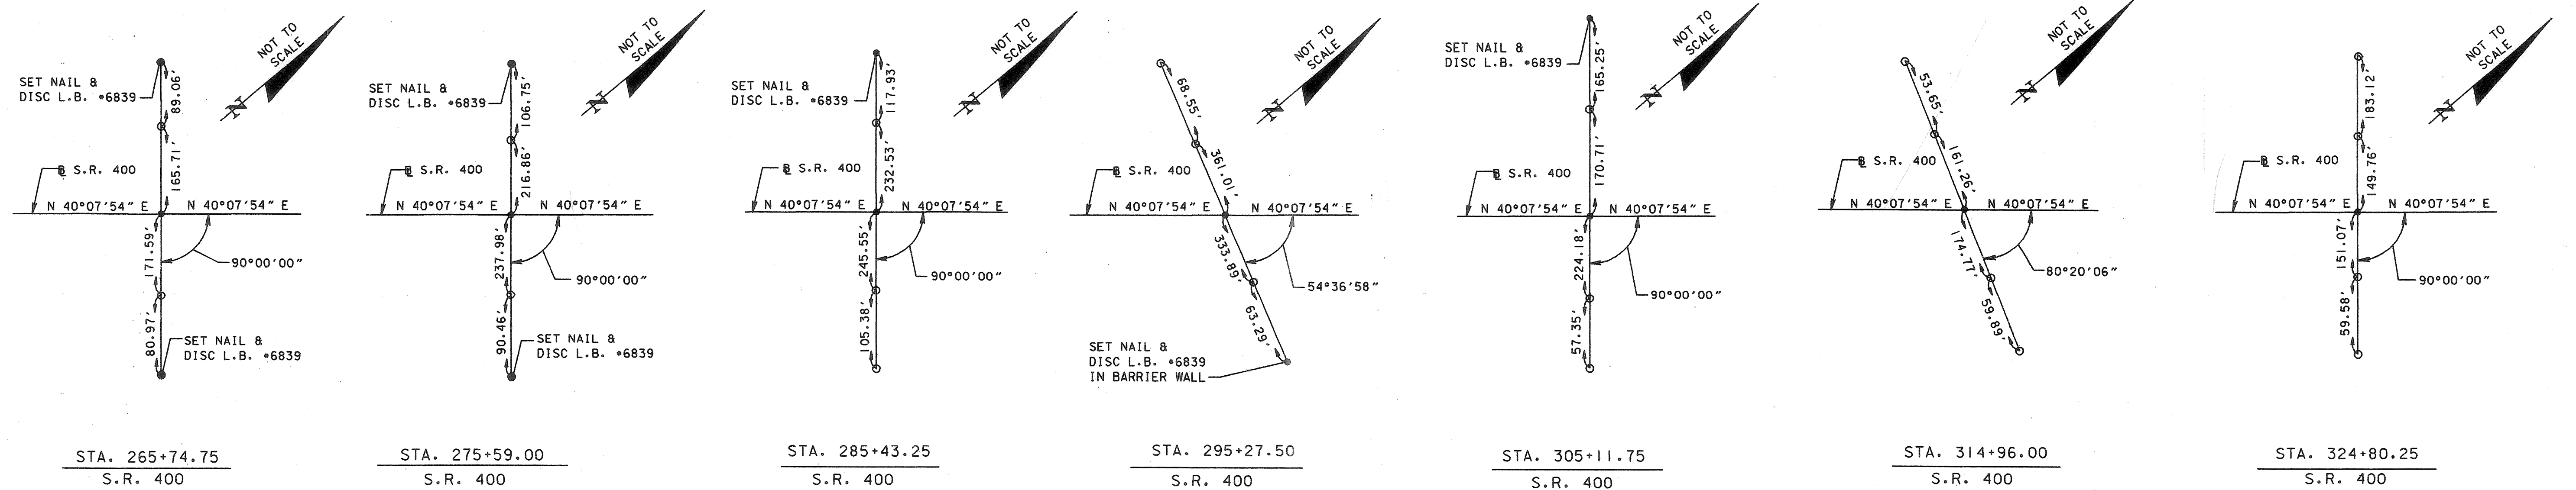 NOT TO
SCALE
N
SET NAIL &
DISC L.B. #6839
89.06'
165.71'
℄ S.R. 400
N 40°07'54" E
N 40°07'54" E
171.59'
90°00'00"
80.97'
SET NAIL &
DISC L.B. #6839
STA. 265+74.75
S.R. 400
NOT TO
SCALE
N
SET NAIL &
DISC L.B. #6839
106.75'
216.86'
℄ S.R. 400
N 40°07'54" E
N 40°07'54" E
237.98'
90°00'00"
90.46'
SET NAIL &
DISC L.B. #6839
STA. 275+59.00
S.R. 400
NOT TO
SCALE
N
SET NAIL &
DISC L.B. #6839
117.93'
232.53'
℄ S.R. 400
N 40°07'54" E
N 40°07'54" E
245.55'
90°00'00"
105.38'
STA. 285+43.25
S.R. 400
NOT TO
SCALE
N
68.55'
361.01'
℄ S.R. 400
N 40°07'54" E
N 40°07'54" E
333.89'
54°36'58"
63.29'
SET NAIL &
DISC L.B. #6839
IN BARRIER WALL
STA. 295+27.50
S.R. 400
NOT TO
SCALE
N
SET NAIL &
DISC L.B. #6839
165.25'
170.71'
℄ S.R. 400
N 40°07'54" E
N 40°07'54" E
224.18'
90°00'00"
57.35'
STA. 305+11.75
S.R. 400
NOT TO
SCALE
N
53.65'
161.26'
℄ S.R. 400
N 40°07'54" E
N 40°07'54" E
174.77'
80°20'06"
59.89'
STA. 314+96.00
S.R. 400
NOT TO
SCALE
N
183.12'
149.76'
℄ S.R. 400
N 40°07'54" E
N 40°07'54" E
151.07'
90°00'00"
59.58'
STA. 324+80.25
S.R. 400